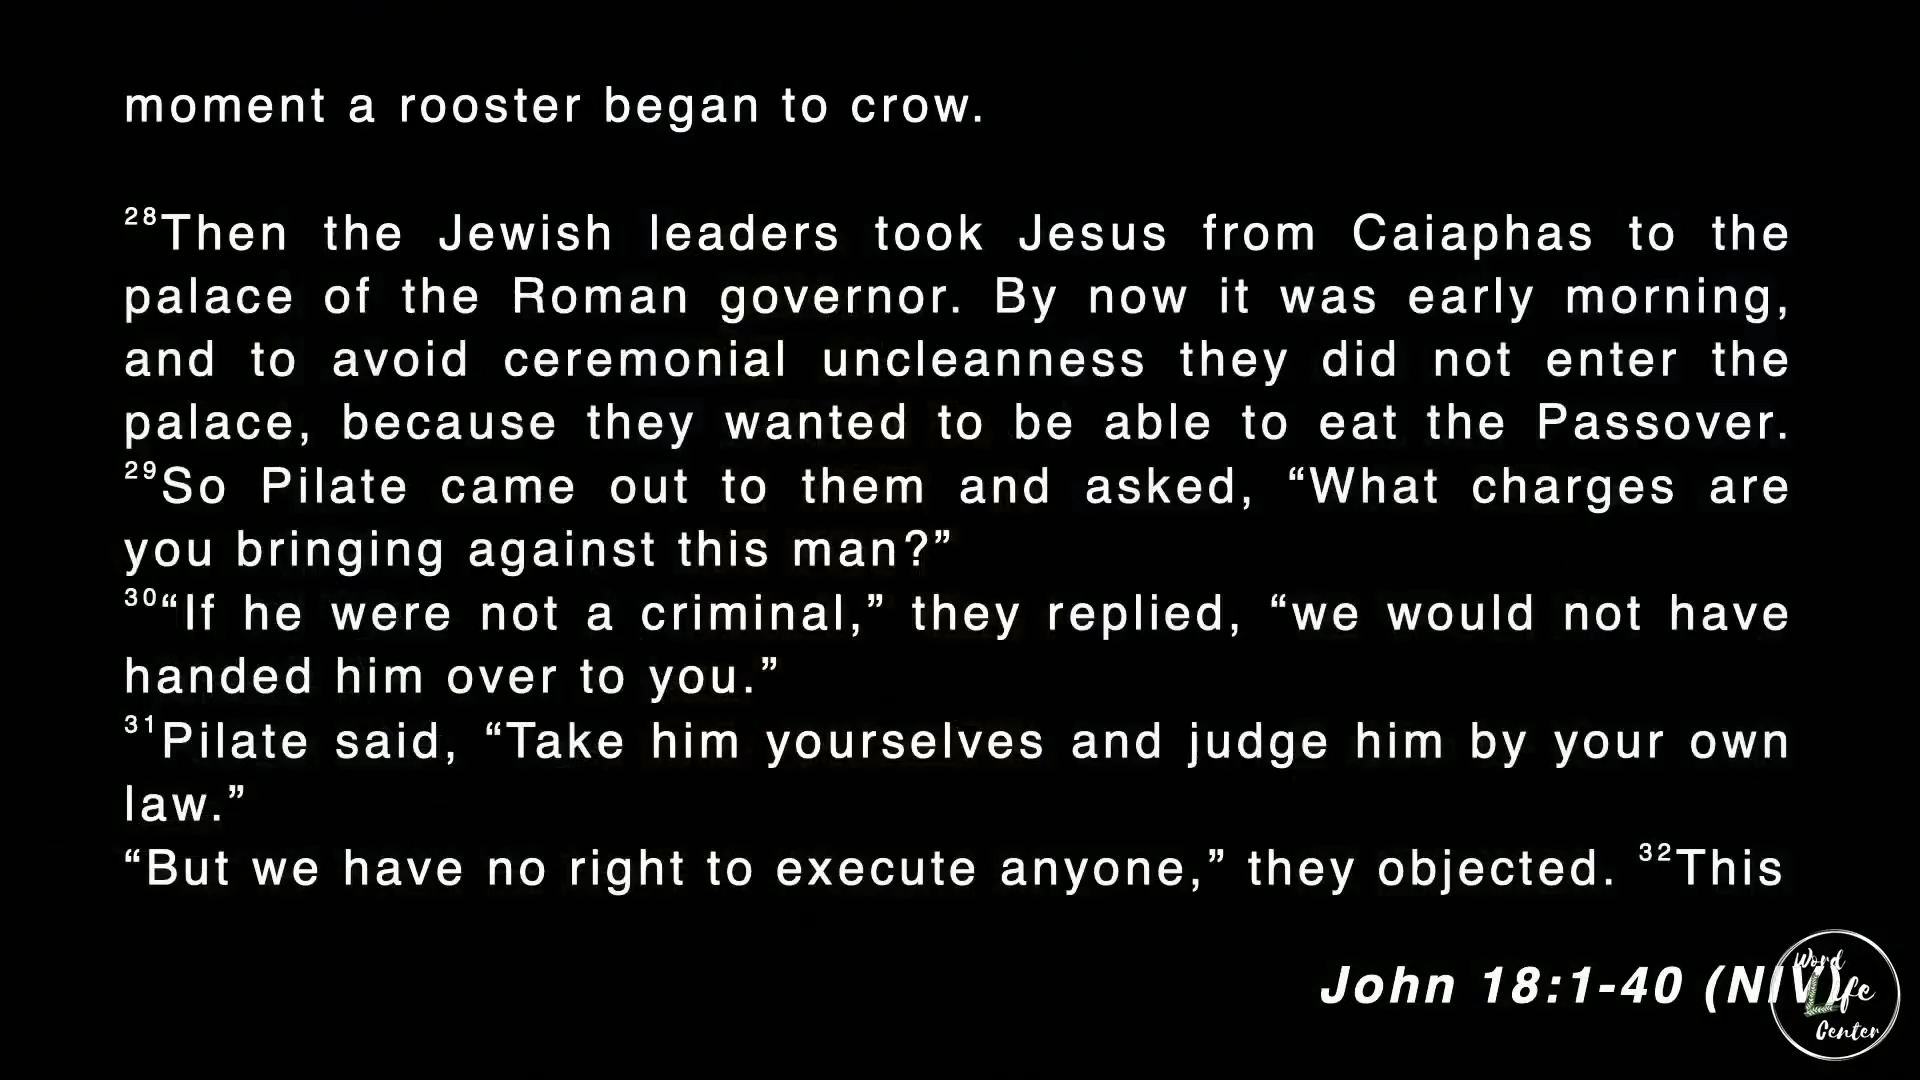 moment a rooster began to crow.
²⁸Then the Jewish leaders took Jesus from Caiaphas to the
palace of the Roman governor. By now it was early morning,
and to avoid ceremonial uncleanness they did not enter the
palace, because they wanted to be able to eat the Passover.
²⁹So Pilate came out to them and asked, “What charges are
you bringing against this man?”
³⁰“If he were not a criminal,” they replied, “we would not have
handed him over to you.”
³¹Pilate said, “Take him yourselves and judge him by your own
law.”
“But we have no right to execute anyone,” they objected. ³²This
John 18:1-40 (NIV)
Word
Life
Center